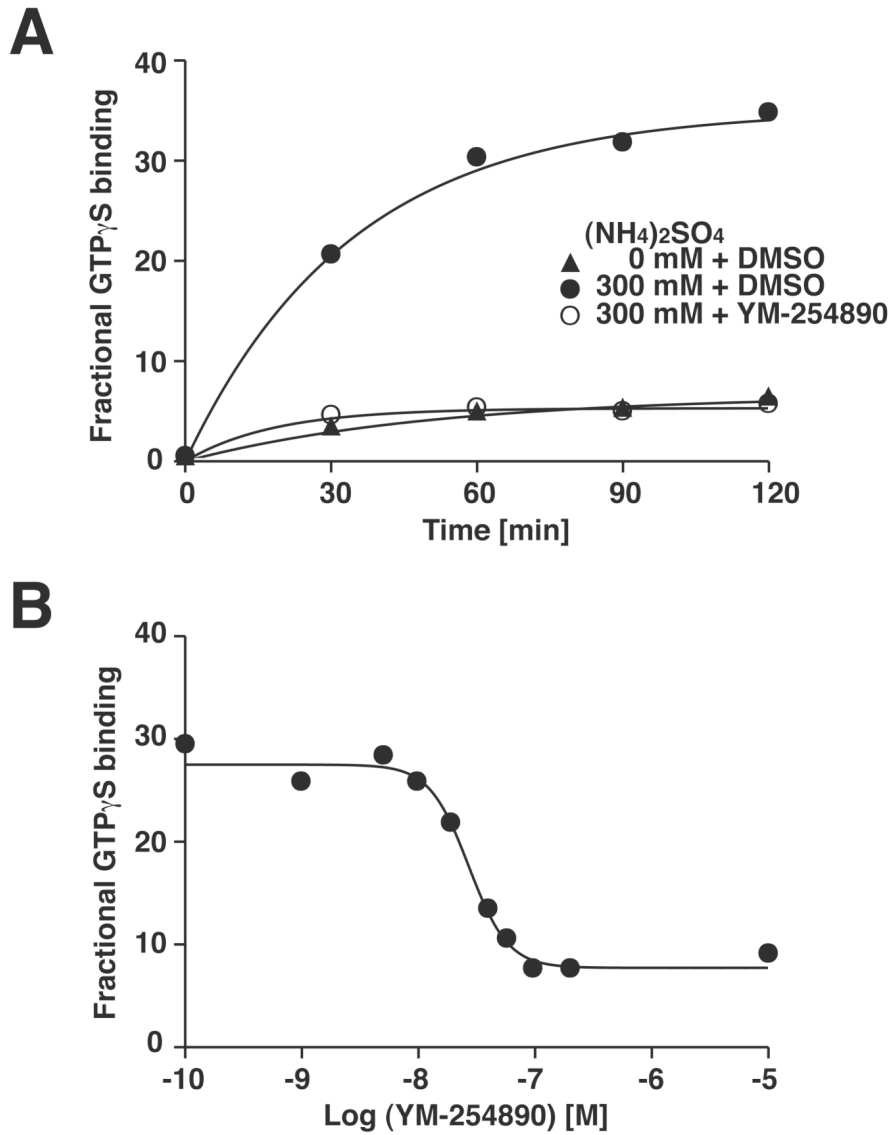 A
Fractional GTPγS binding
40
30
20
10
0
(NH4)2SO4
0 mM + DMSO
300 mM + DMSO
300 mM + YM-254890
0 30 60 90 120
Time [min]
B
Fractional GTPγS binding
40
30
20
10
0
-10 -9 -8 -7 -6 -5
Log (YM-254890) [M]